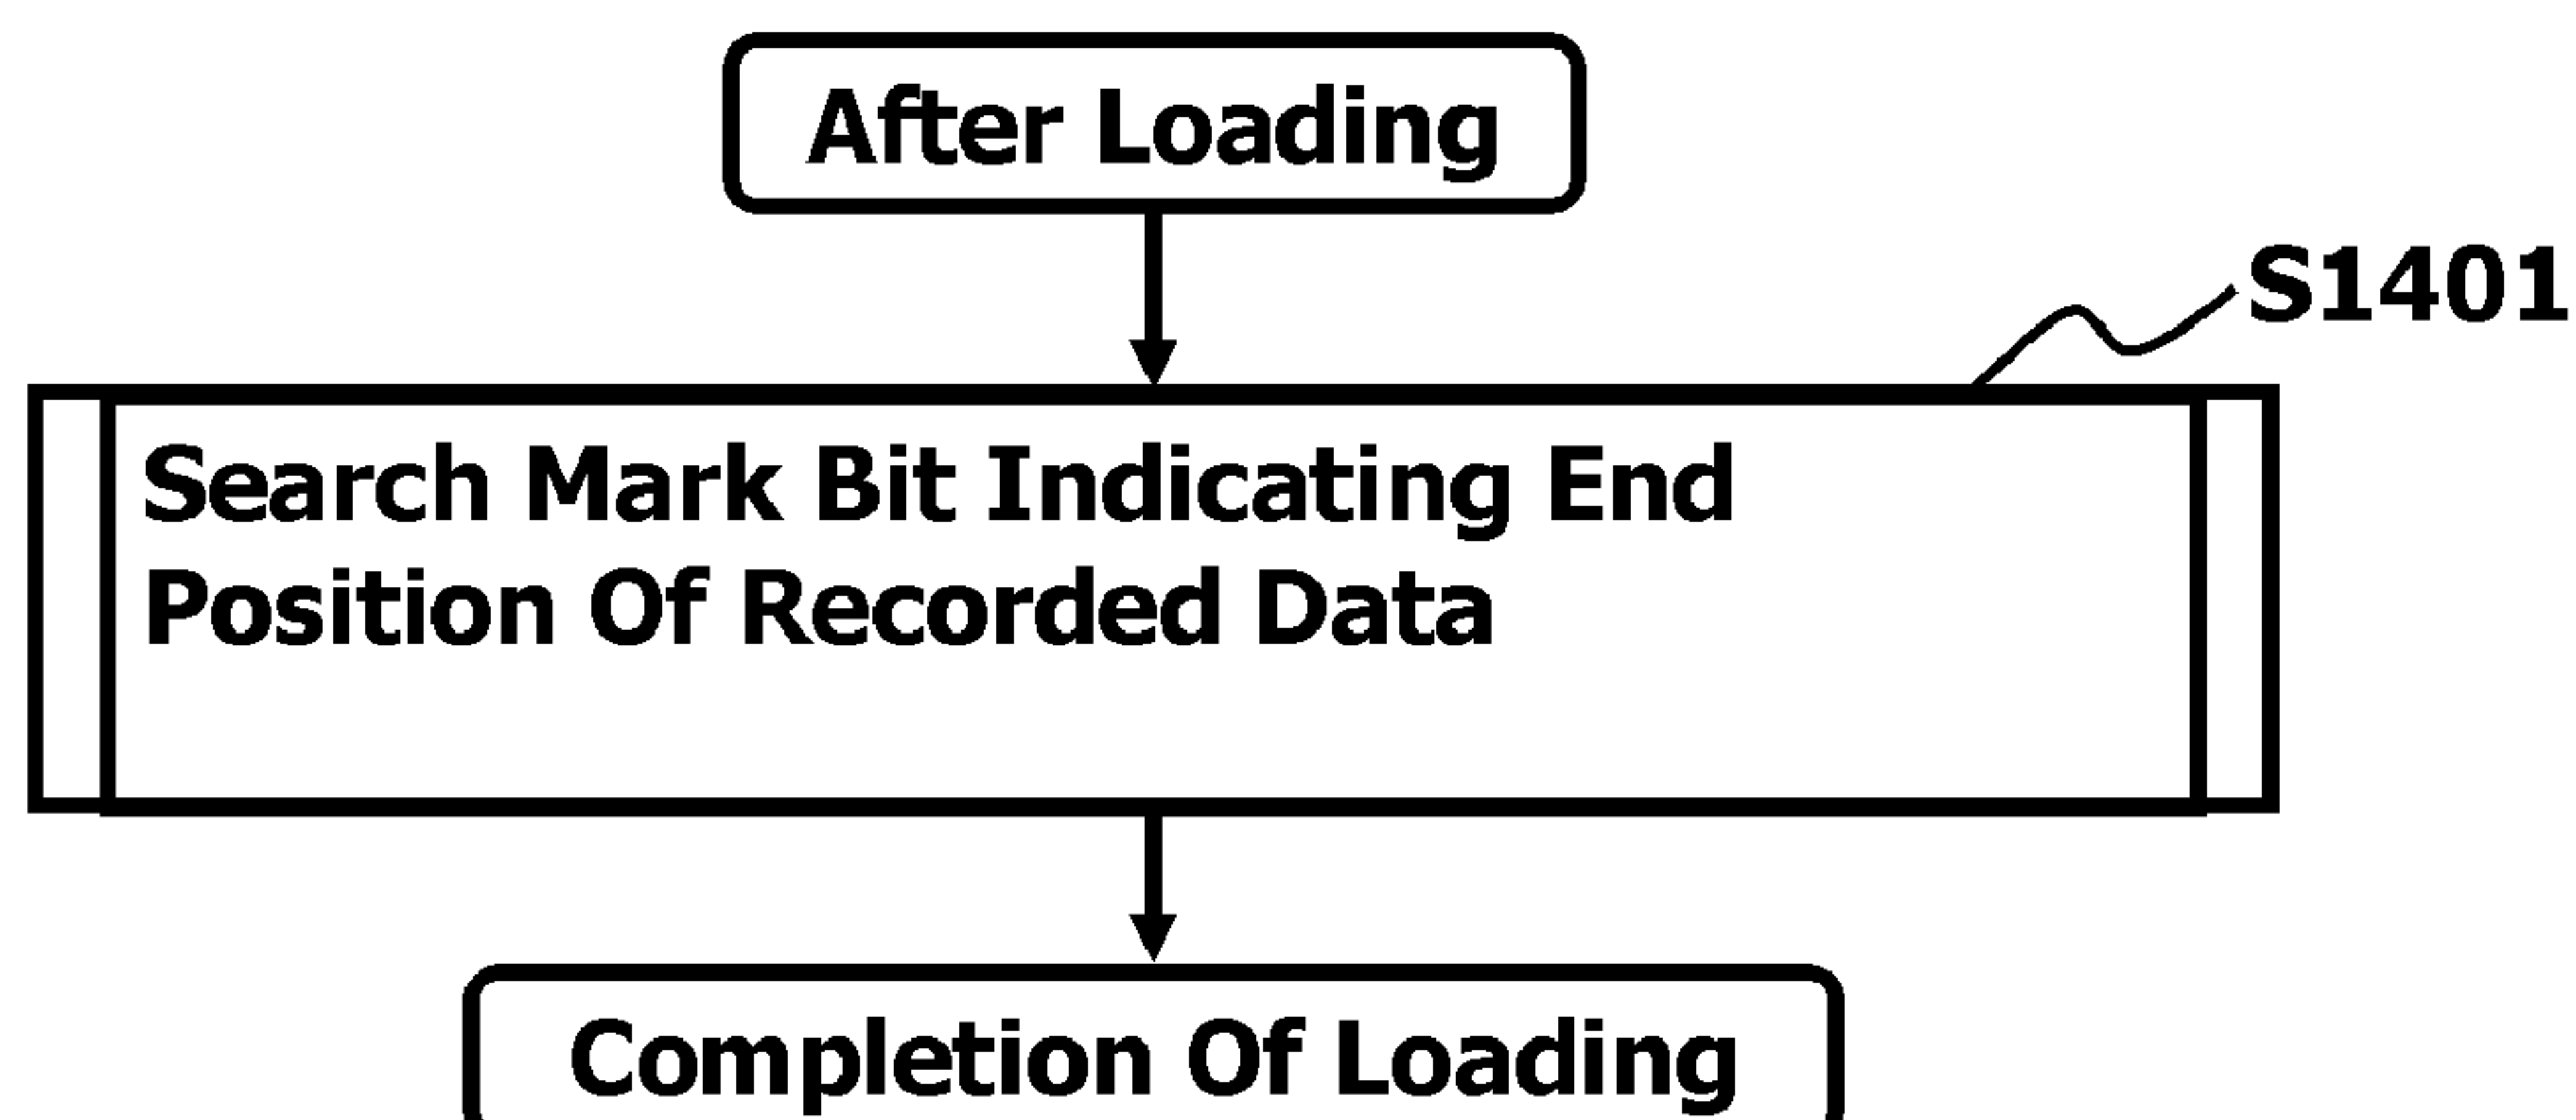 After Loading
S1401
Search Mark Bit Indicating End
Position Of Recorded Data
Completion Of Loading